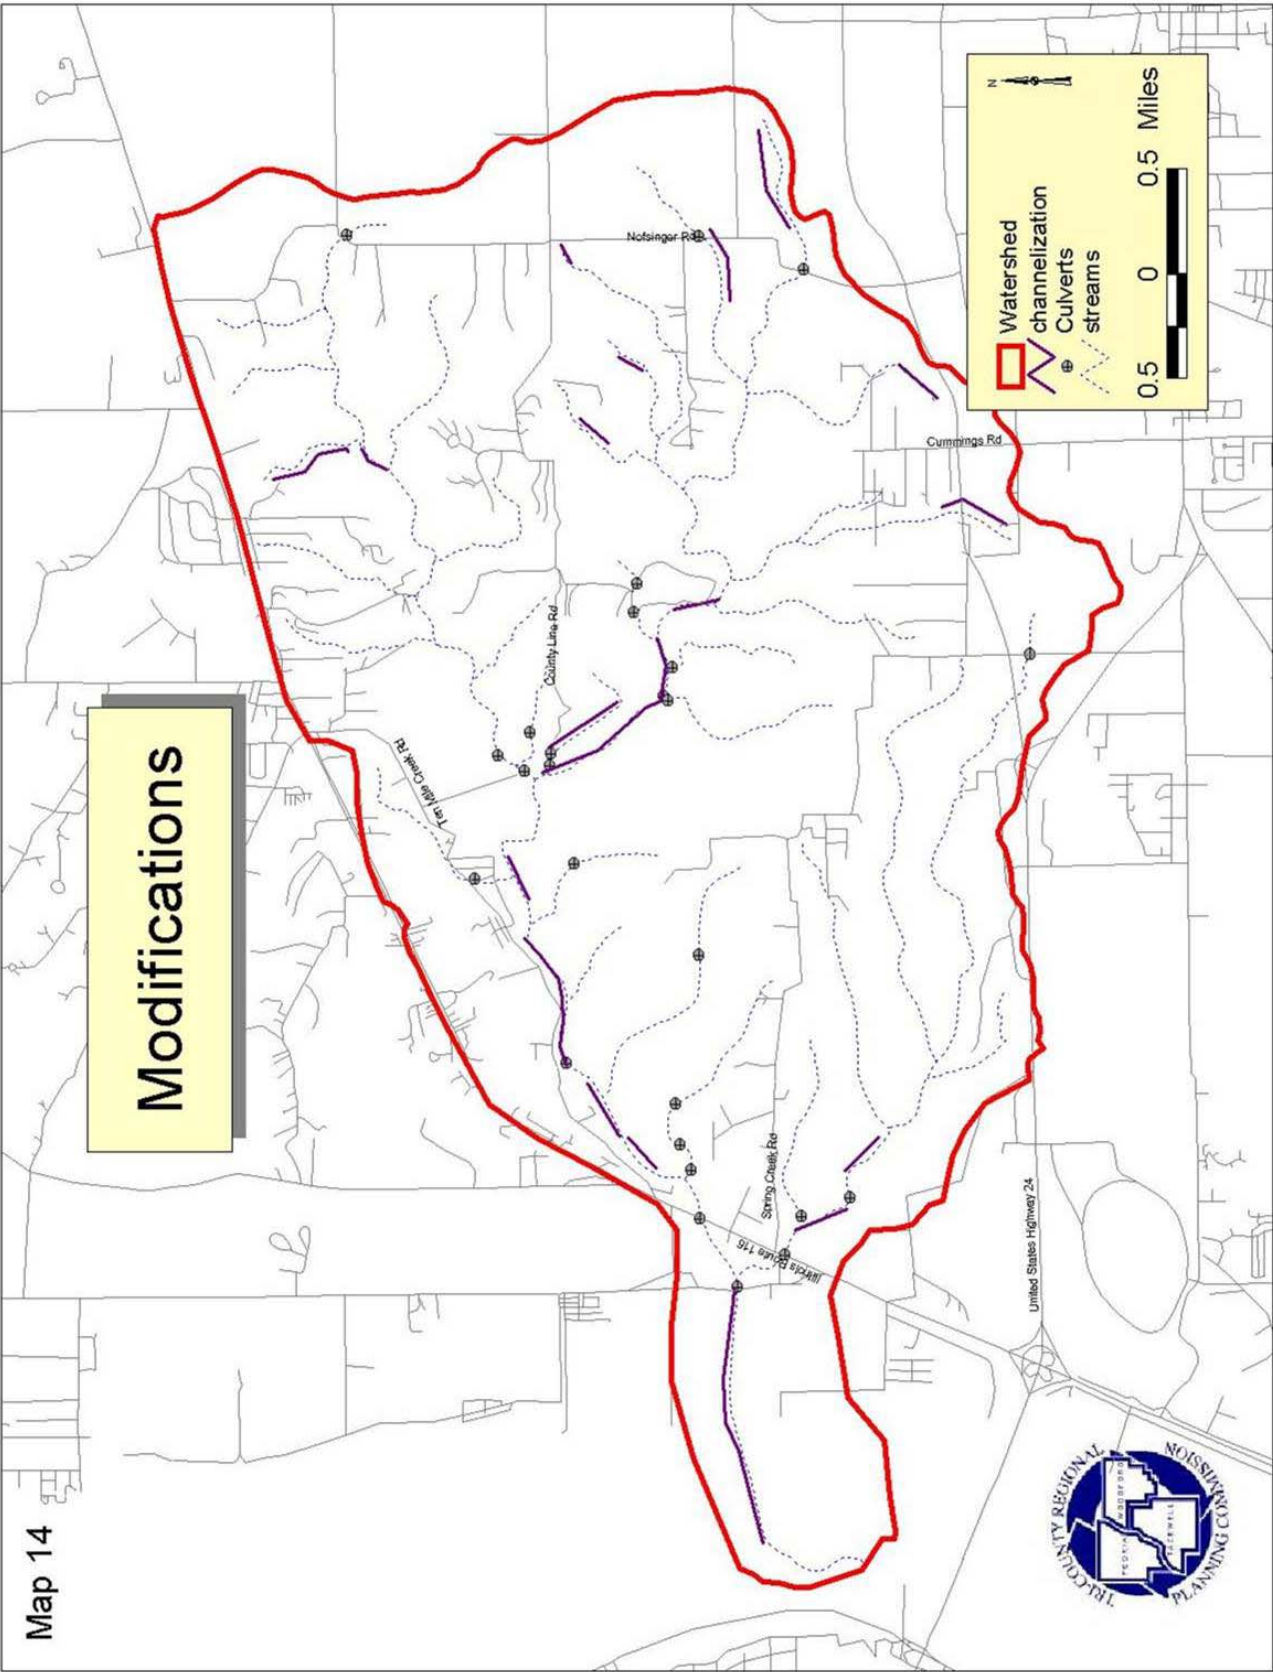 Map 14
Modifications
Ten Mile Creek Rd
County Line Rd
Nofsinger Rd
Cummings Rd
Spring Creek Rd
Illinois Route 116
United States Highway 24
N
Watershed
channelization
Culverts
streams
0.5 0 0.5 Miles
TRI-COUNTY REGIONAL
PEORIA
WOODFORD
TAZEWELL
PLANNING COMMISSION